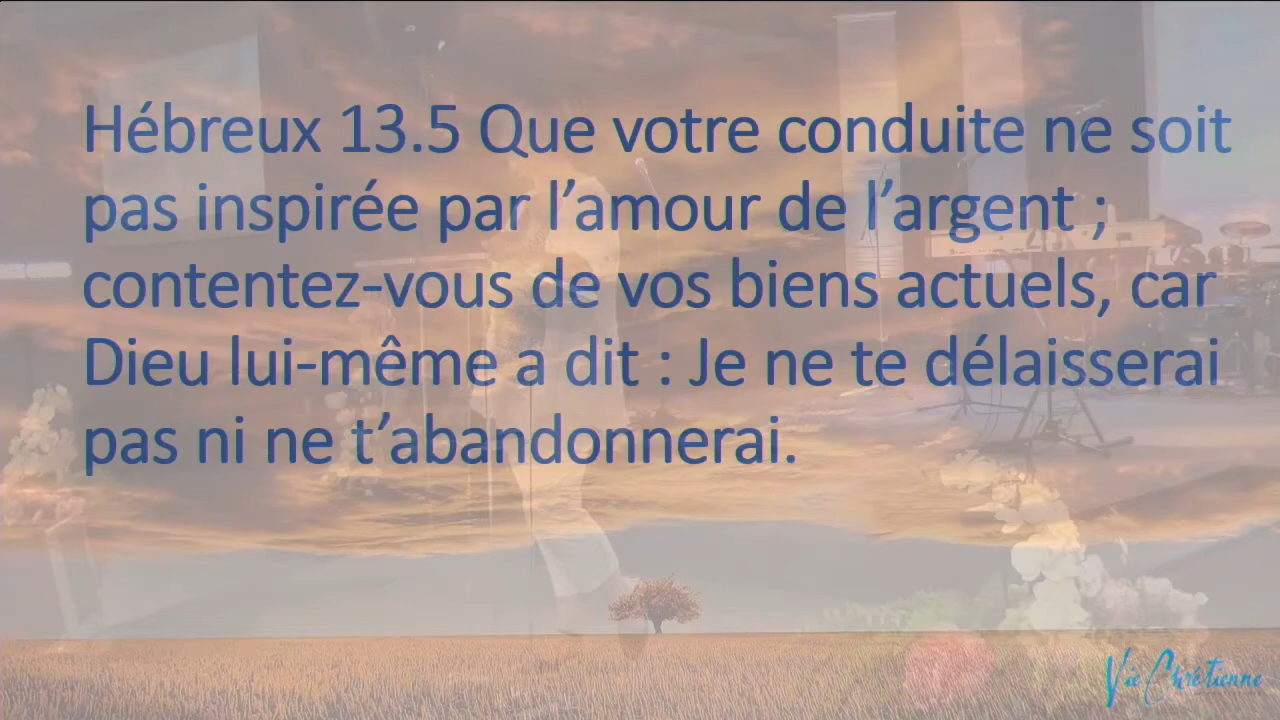 Hébreux 13.5 Que votre conduite ne soit
pas inspirée par l’amour de l’argent ;
contentez-vous de vos biens actuels, car
Dieu lui-même a dit : Je ne te délaisserai
pas ni ne t’abandonnerai.
Vie Chrétienne